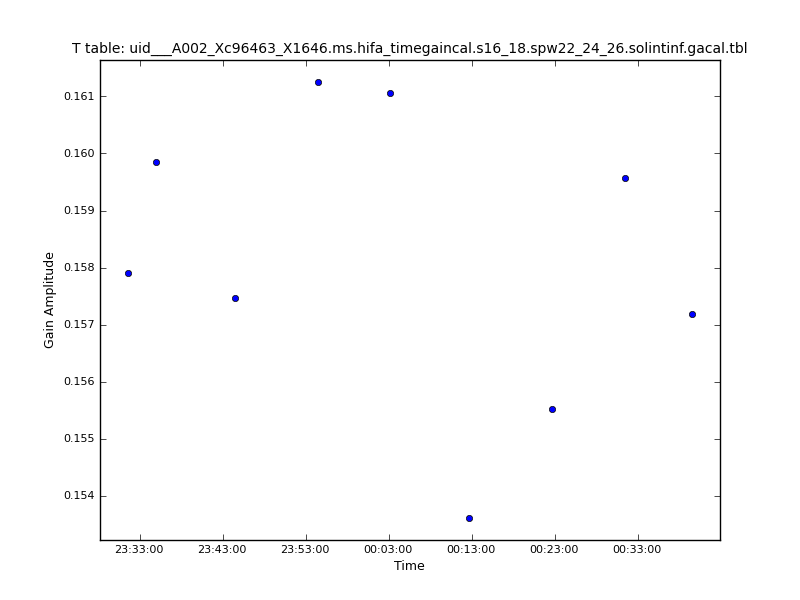 T table: uid___A002_Xc96463_X1646.ms.hifa_timegaincal.s16_18.spw22_24_26.solintinf.gacal.tbl
0.161
0.160
0.159
0.158
0.157
0.156
0.155
0.154
Gain Amplitude
23:33:00 23:43:00 23:53:00 00:03:00 00:13:00 00:23:00 00:33:00
Time